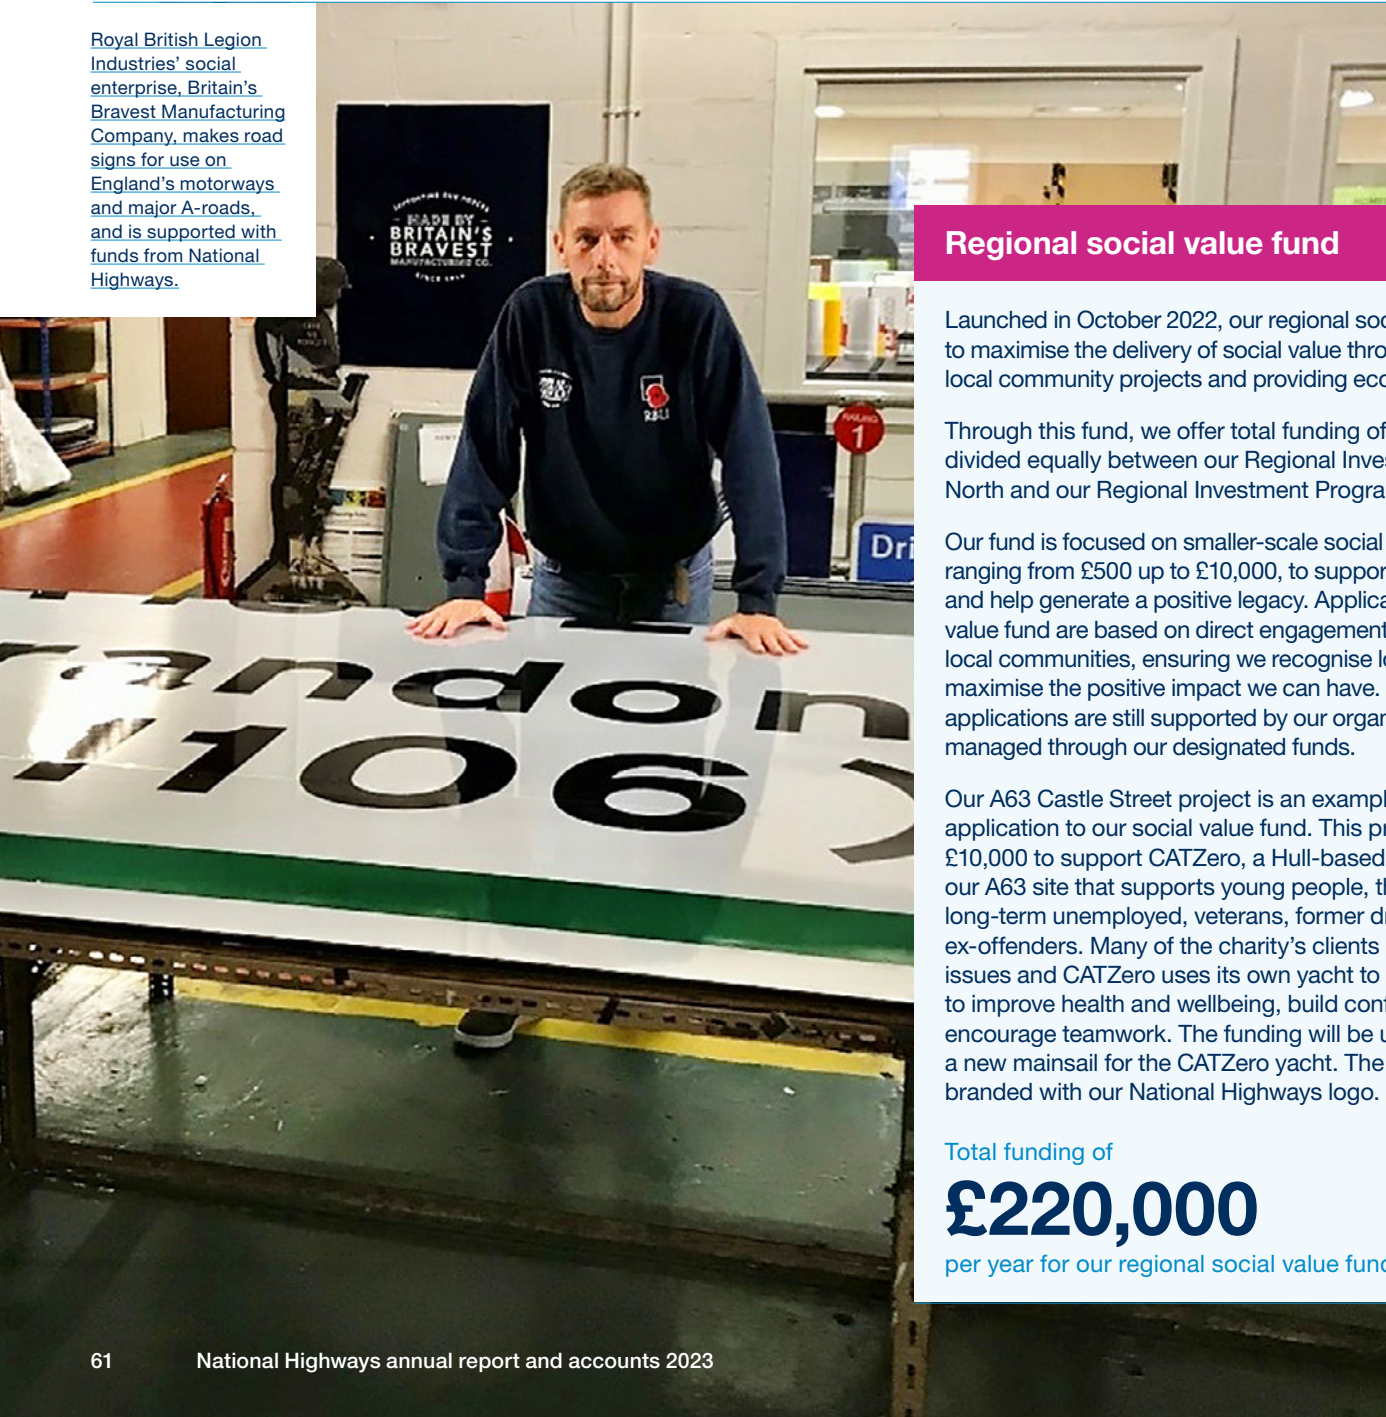 Royal British Legion
Industries’ social
enterprise, Britain’s
Bravest Manufacturing
Company, makes road
signs for use on
England’s motorways
and major A-roads,
and is supported with
funds from National
Highways.
SUPPORTING OUR HEROES
MADE BY
BRITAIN'S
BRAVEST
MANUFACTURING CO.
SINCE 1919
RBLI
1
Dri
randon
106)
Regional social value fund
Launched in October 2022, our regional soc
to maximise the delivery of social value thro
local community projects and providing eco
Through this fund, we offer total funding of
divided equally between our Regional Inves
North and our Regional Investment Progra
Our fund is focused on smaller-scale social
ranging from £500 up to £10,000, to suppor
and help generate a positive legacy. Applica
value fund are based on direct engagement
local communities, ensuring we recognise lo
maximise the positive impact we can have.
applications are still supported by our organ
managed through our designated funds.
Our A63 Castle Street project is an exampl
application to our social value fund. This pr
£10,000 to support CATZero, a Hull-based
our A63 site that supports young people, th
long-term unemployed, veterans, former dr
ex-offenders. Many of the charity’s clients
issues and CATZero uses its own yacht to
to improve health and wellbeing, build conf
encourage teamwork. The funding will be u
a new mainsail for the CATZero yacht. The
branded with our National Highways logo.
Total funding of
£220,000
per year for our regional social value fund
61 National Highways annual report and accounts 2023